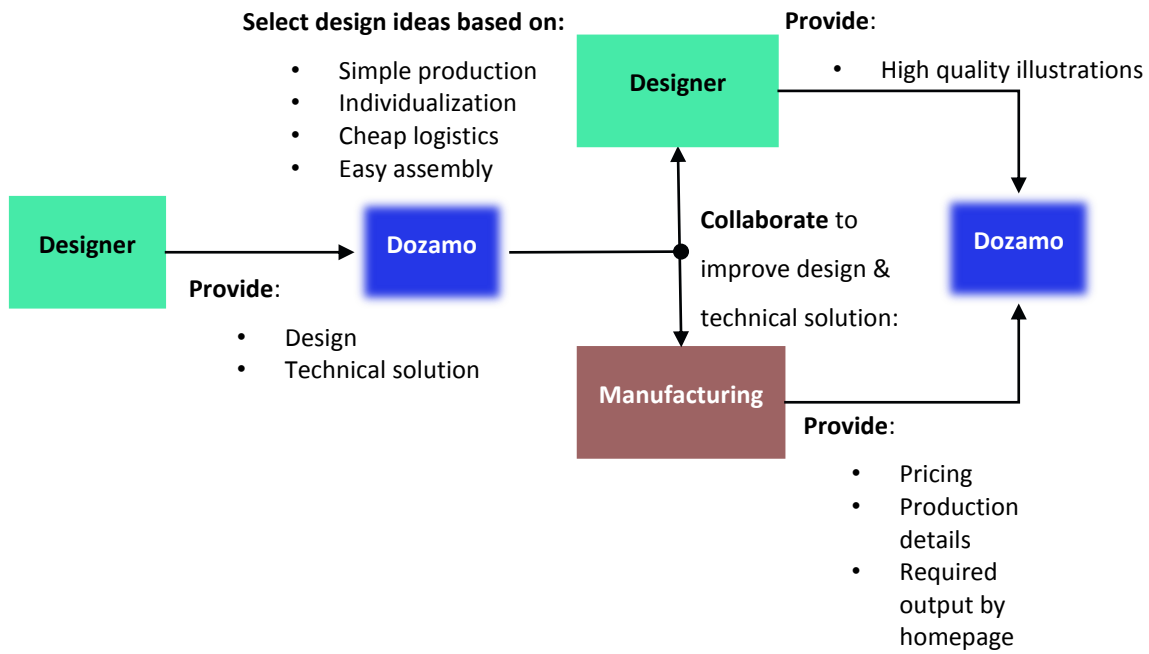 Select design ideas based on:
• Simple production
• Individualization
• Cheap logistics
• Easy assembly
Designer
Provide:
• Design
• Technical solution
Dozamo
Designer
Collaborate to
improve design &
technical solution:
Manufacturing
Provide:
• High quality illustrations
Dozamo
Provide:
• Pricing
• Production
details
• Required
output by
homepage